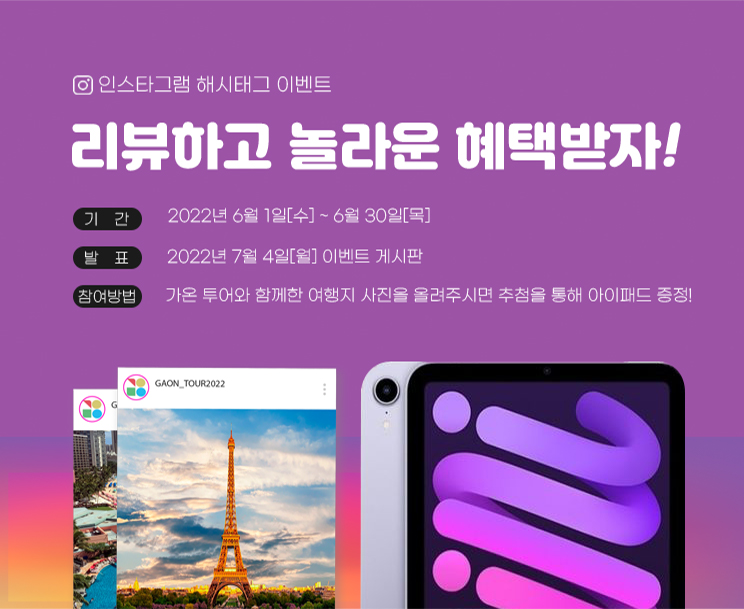 인스타그램 해시태그 이벤트
리뷰하고 놀라운 혜택받자!
기 간 2022년 6월 1일[수] ~ 6월 30일[목]
발 표 2022년 7월 4일[월] 이벤트 게시판
참여방법 가온 투어와 함께한 여행지 사진을 올려주시면 추첨을 통해 아이패드 증정!
GAON_TOUR2022
G